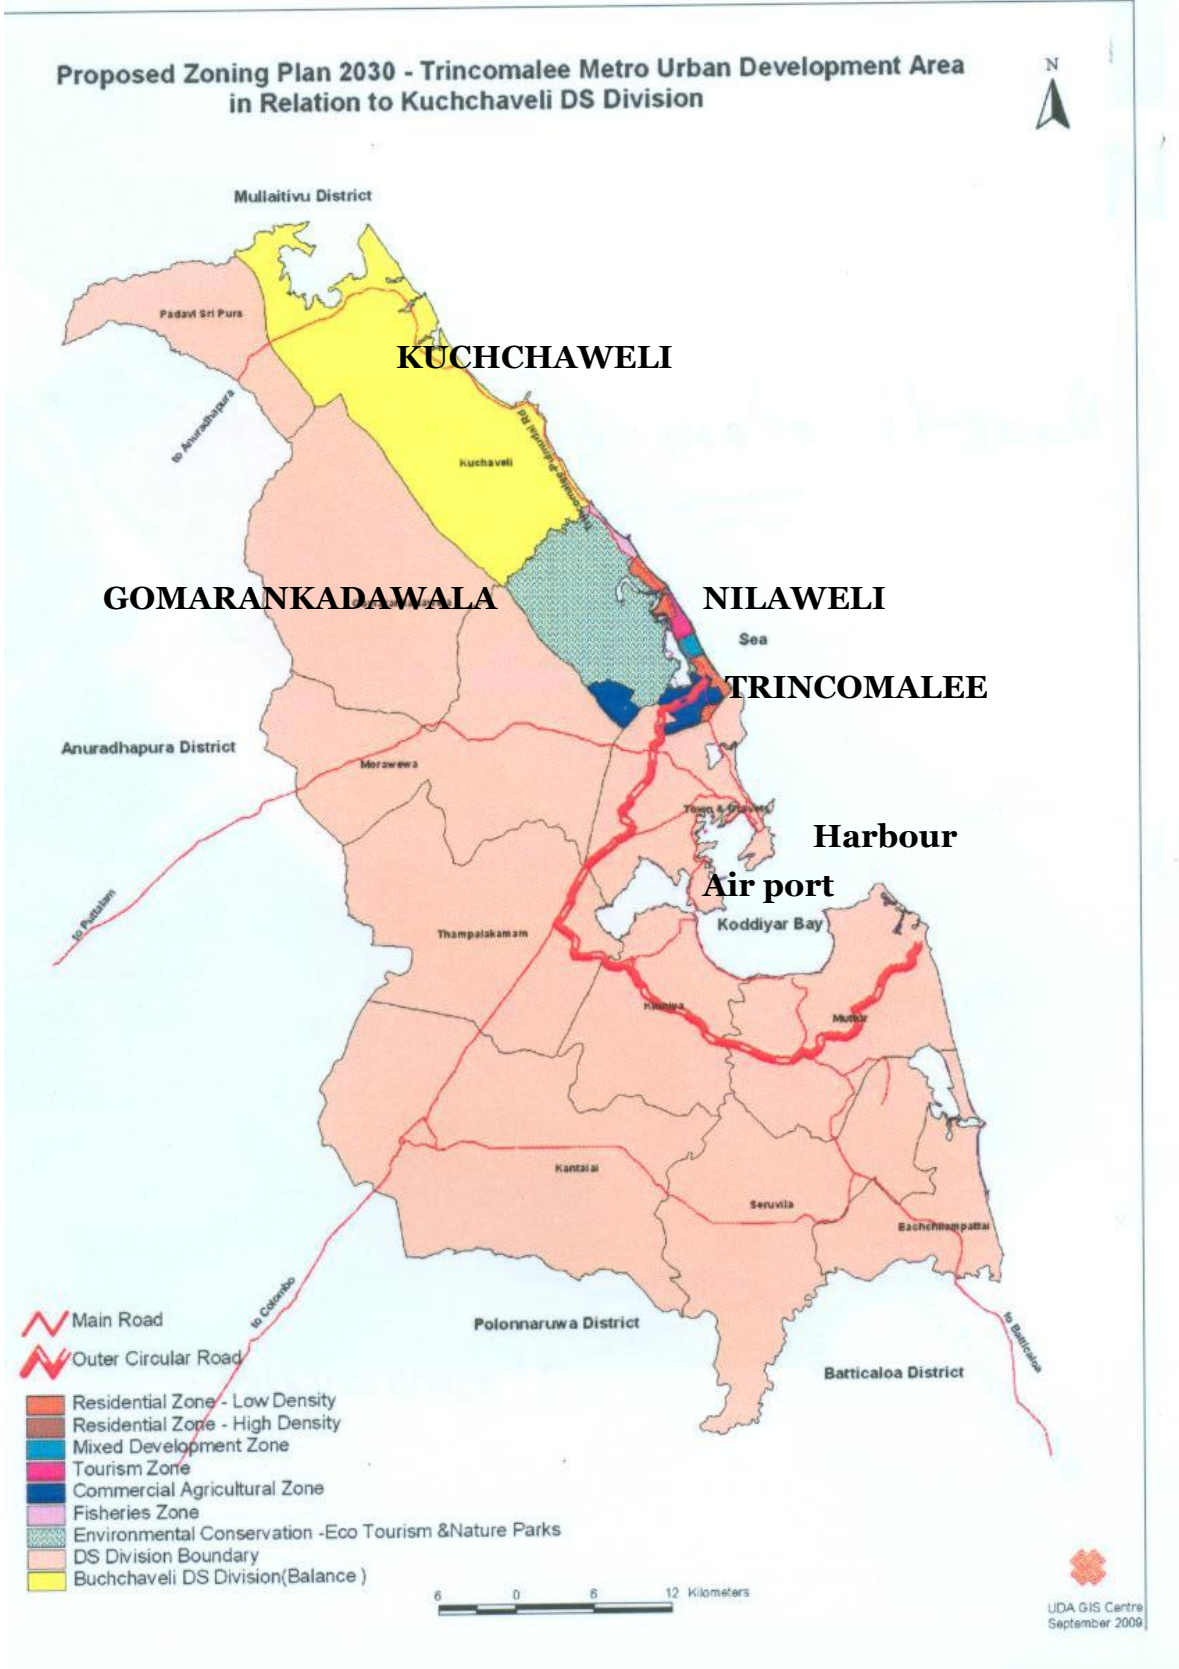 Proposed Zoning Plan 2030 - Trincomalee Metro Urban Development Area
in Relation to Kuchchaveli DS Division
N
Mullaitivu District
Padavi Sri Pura
KUCHCHAWELI
to Anuradhapura
Kuchaveli
GOMARANKADAWALA
NILAWELI
Sea
TRINCOMALEE
Anuradhapura District
Morawewa
Town & Gravets
Harbour
Air port
to Puttalam
Koddiyar Bay
Thampalakamam
Kinniya
Muttur
Kantalai
Seruvila
Eachchilampattai
to Colombo
Polonnaruwa District
to Batticaloa
Batticaloa District
Main Road
Outer Circular Road
Residential Zone - Low Density
Residential Zone - High Density
Mixed Development Zone
Tourism Zone
Commercial Agricultural Zone
Fisheries Zone
Environmental Conservation -Eco Tourism &Nature Parks
DS Division Boundary
Buchchaveli DS Division(Balance )
6 0 6 12 Kilometers
UDA GIS Centre
September 2009